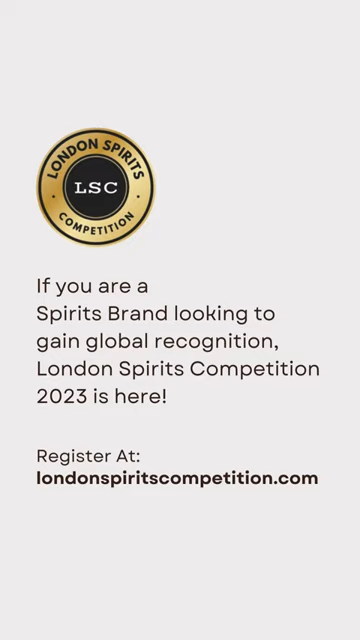 LONDON SPIRITS
LSC
COMPETITION
If you are a
Spirits Brand looking to
gain global recognition,
London Spirits Competition
2023 is here!
Register At:
londonspiritscompetition.com